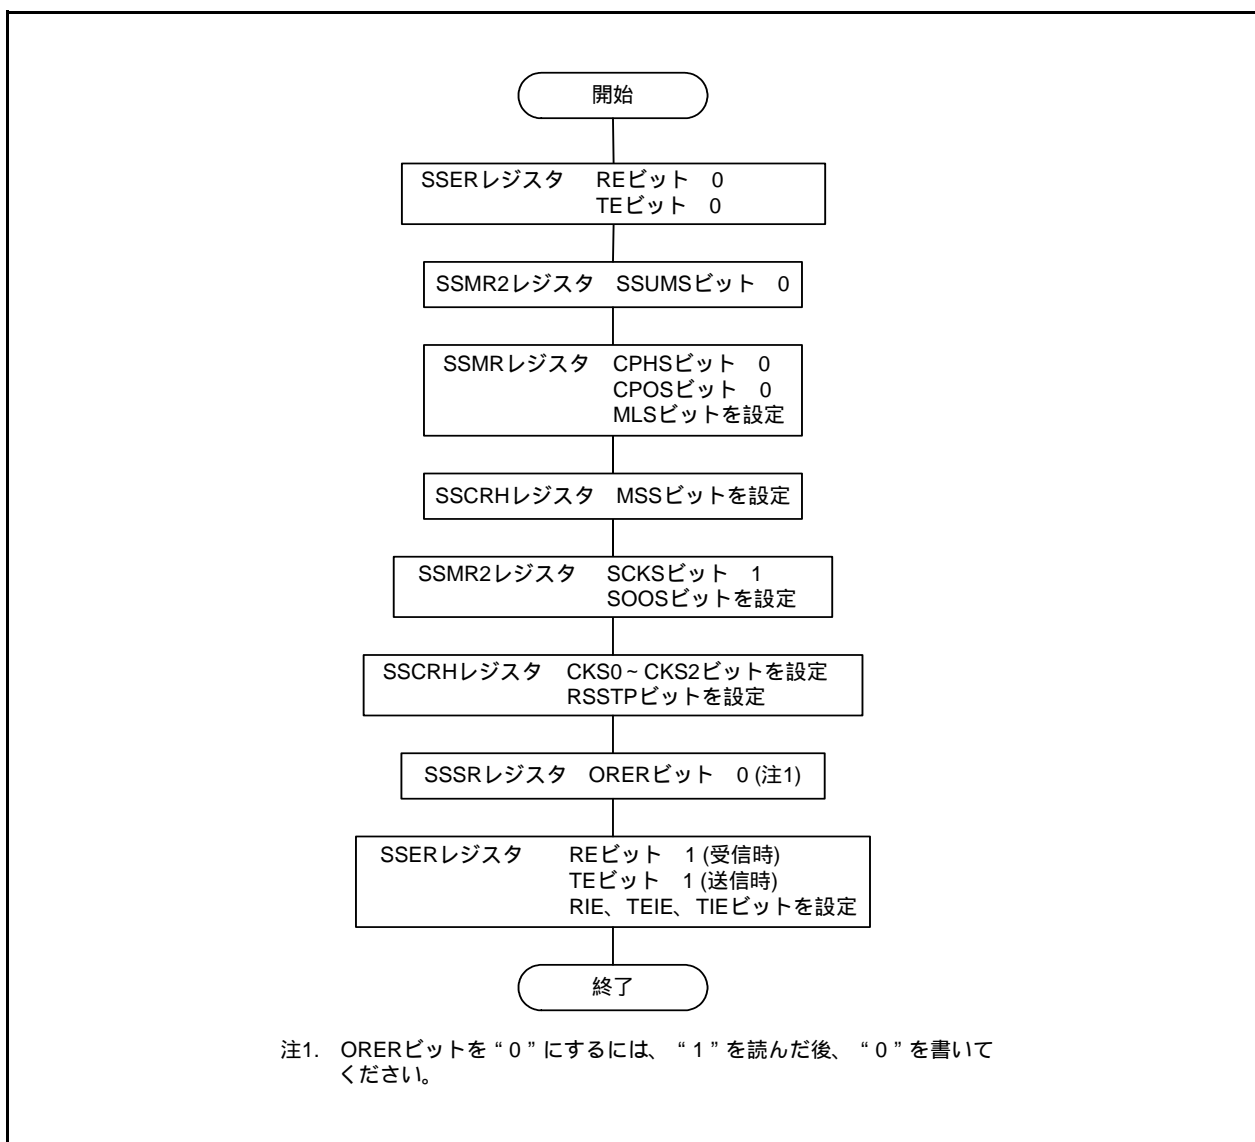 開始
SSERレジスタ REビット 0
TEビット 0
SSMR2レジスタ SSUMSビット 0
SSMRレジスタ CPHSビット 0
CPOSビット 0
MLSビットを設定
SSCRHレジスタ MSSビットを設定
SSMR2レジスタ SCKSビット 1
SOOSビットを設定
SSCRHレジスタ CKS0~CKS2ビットを設定
RSSTPビットを設定
SSSRレジスタ ORERビット 0 (注1)
SSERレジスタ REビット 1 (受信時)
TEビット 1 (送信時)
RIE、TEIE、TIEビットを設定
終了
注1. ORERビットを“0”にするには、“1”を読んだ後、“0”を書いて
ください。